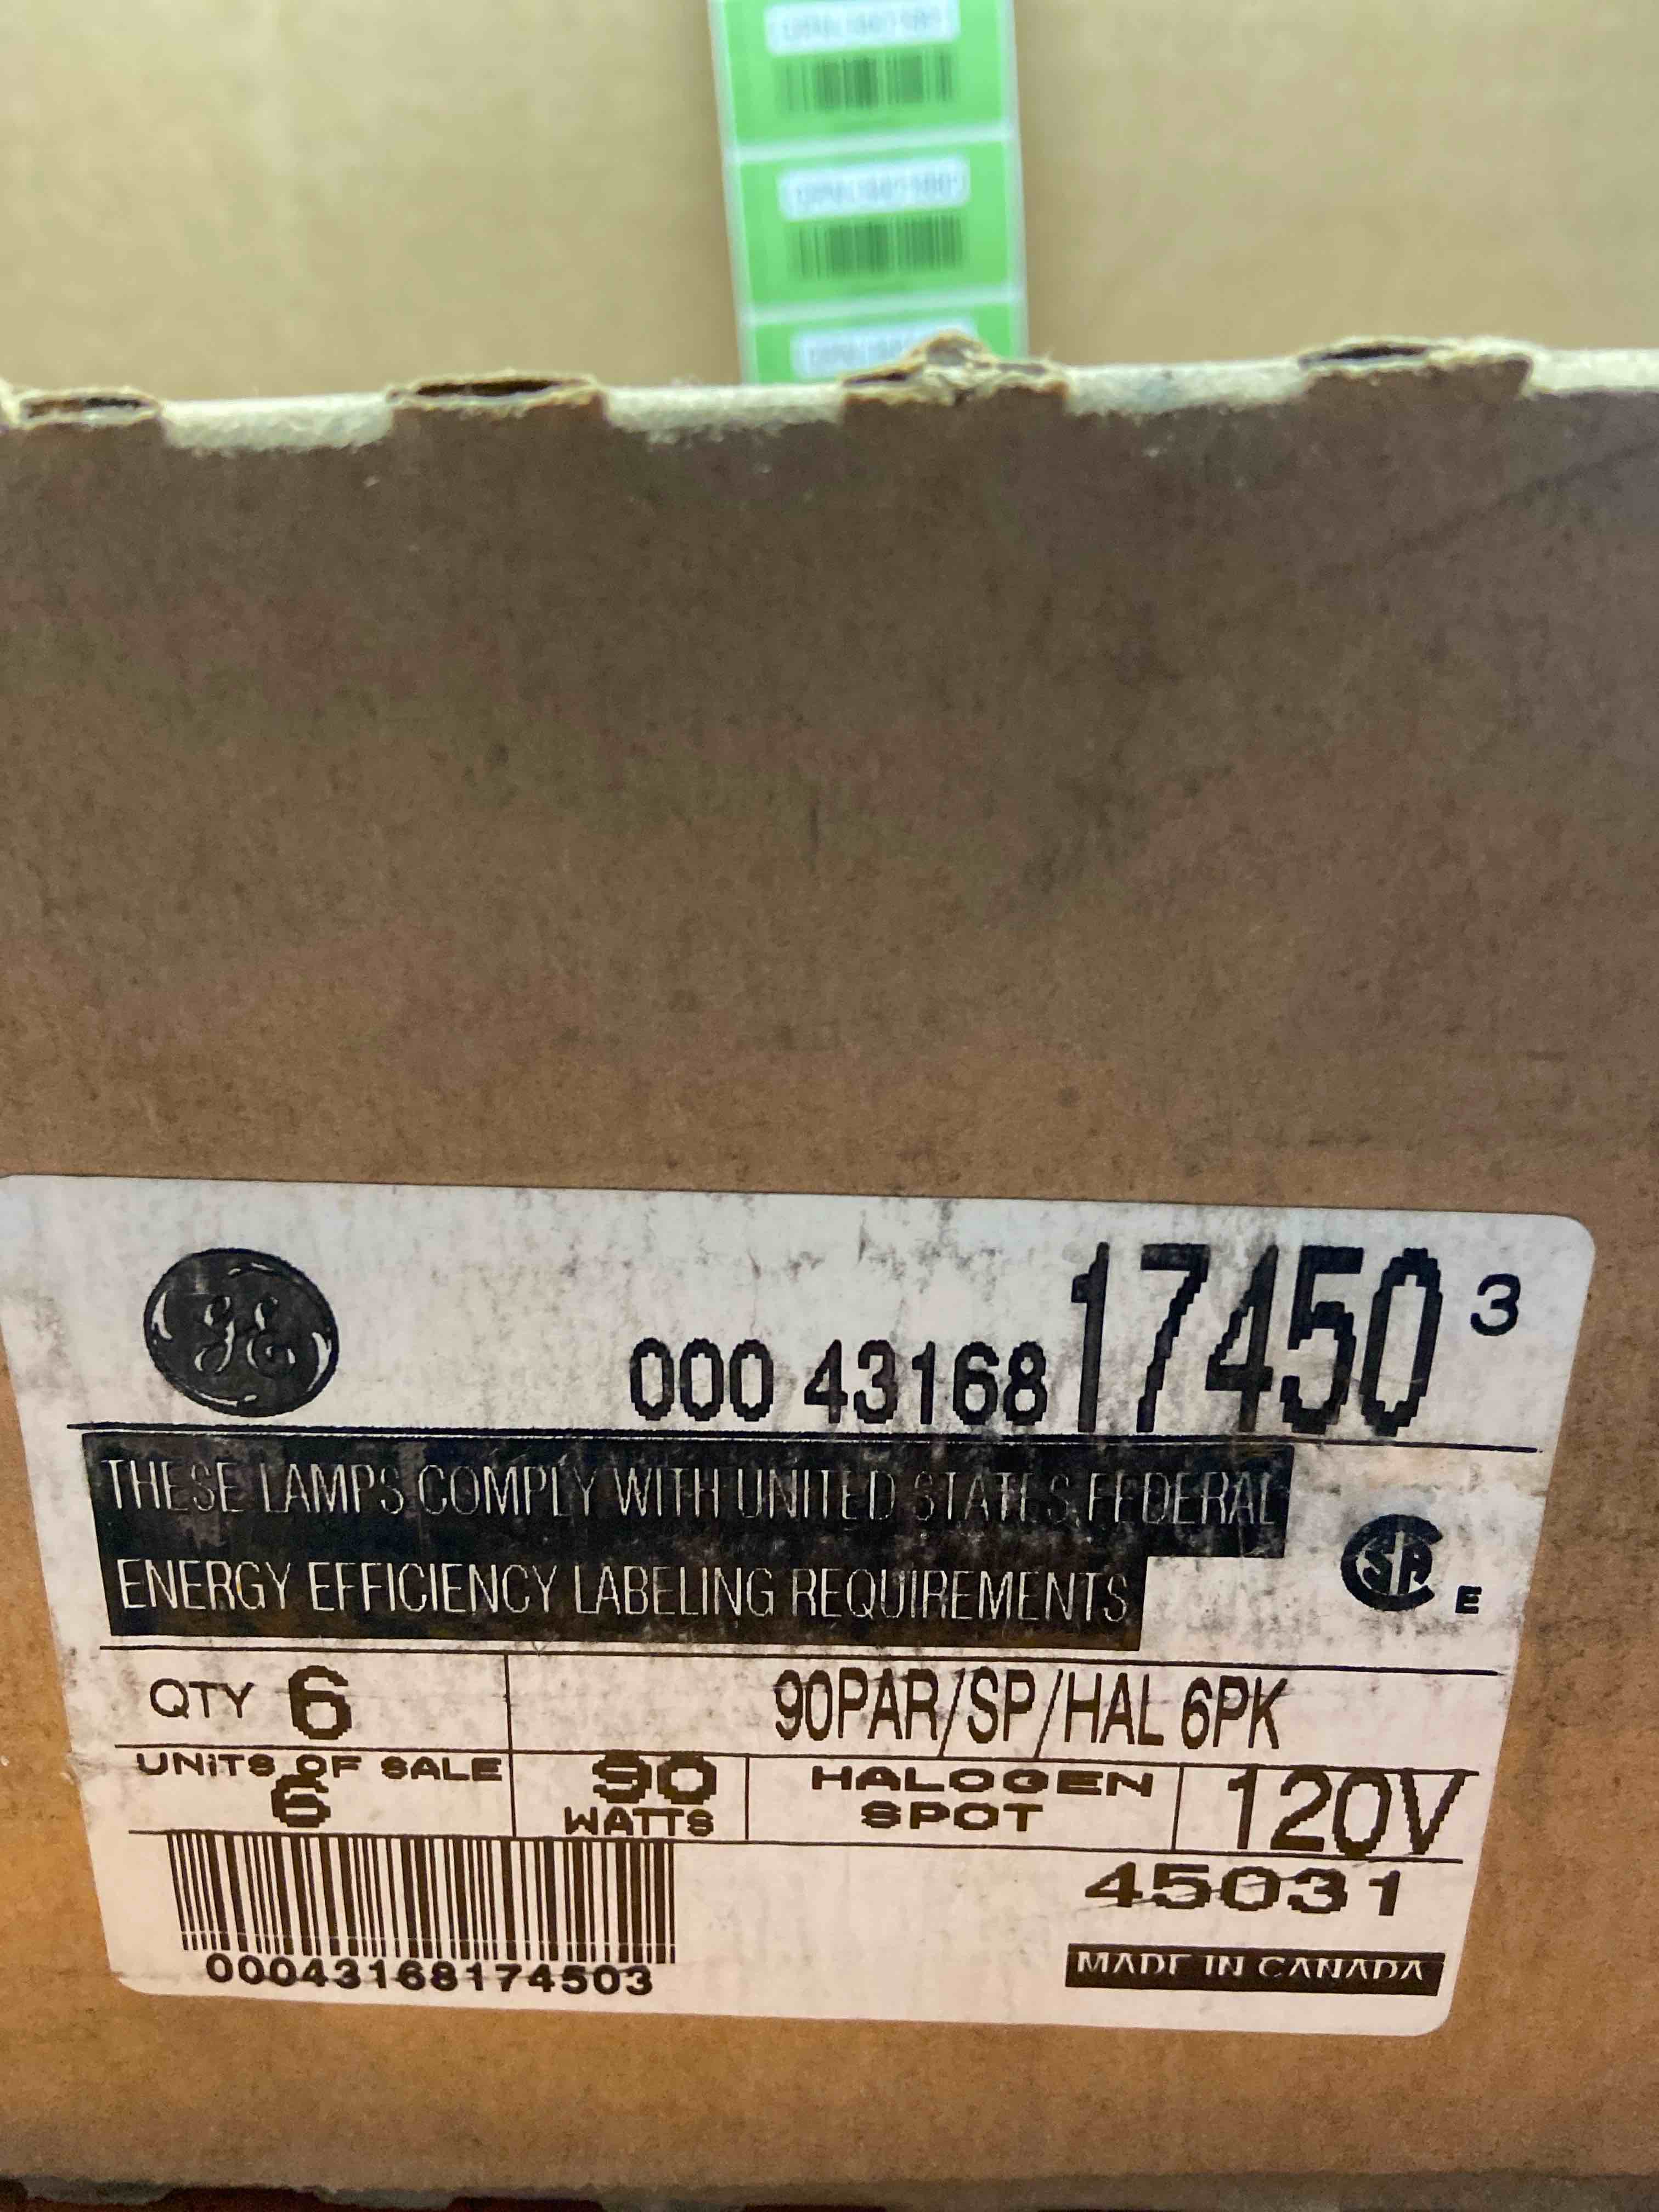 GE
000 43168 17450 3
THESE LAMPS COMPLY WITH UNITED STATES FEDERAL
ENERGY EFFICIENCY LABELING REQUIREMENTS
CSA E
QTY 6
90PAR/SP/HAL 6PK
UNiTS OF SALE
6
90
WATTS
HALOGEN
SPOT
120V
45031
00043168174503
MADE IN CANADA